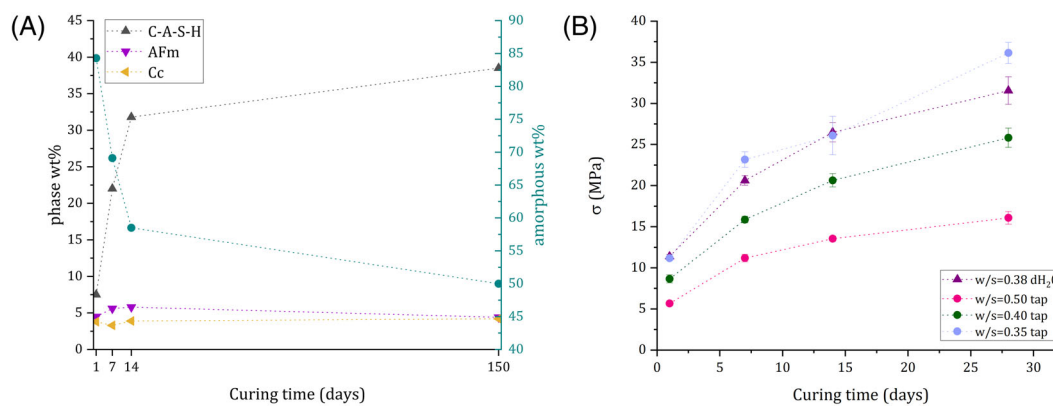 (A)
C-A-S-H
AFm
Cc
phase wt%
45
40
35
30
25
20
15
10
5
0
90
85
80
75
70
65
60
55
50
45
40
amorphous wt%
1 7 14 150
Curing time (days)
(B)
σ (MPa)
40
35
30
25
20
15
10
5
0
w/s=0.38 dH₂O
w/s=0.50 tap
w/s=0.40 tap
w/s=0.35 tap
0 5 10 15 20 25 30
Curing time (days)